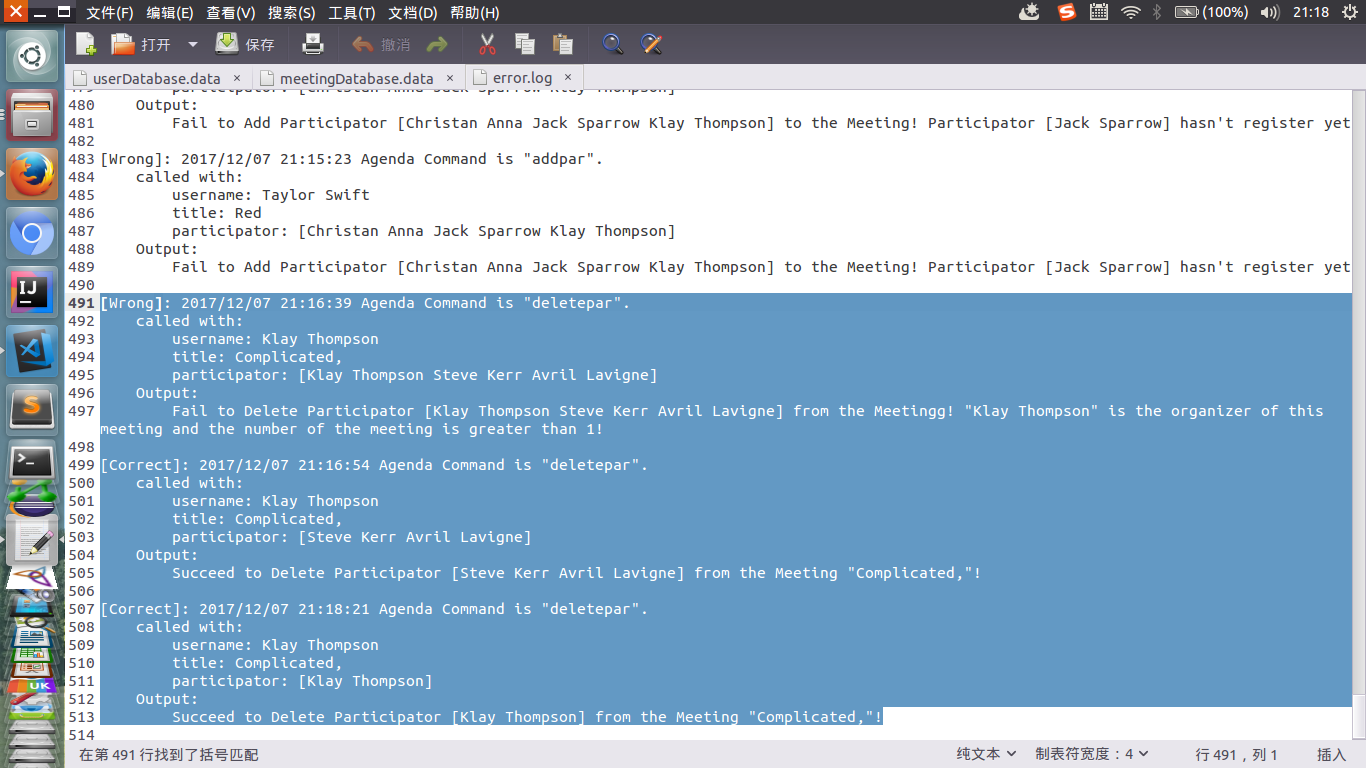 文件(F) 编辑(E) 查看(V) 搜索(S) 工具(T) 文档(D) 帮助(H) (100%) 21:18
打开 保存 撤消
userDatabase.data × meetingDatabase.data × error.log ×
479 participator: [Christan Anna Jack Sparrow Klay Thompson]
480 Output:
481 Fail to Add Participator [Christan Anna Jack Sparrow Klay Thompson] to the Meeting! Participator [Jack Sparrow] hasn't register yet
482
483 [Wrong]: 2017/12/07 21:15:23 Agenda Command is "addpar".
484 called with:
485 username: Taylor Swift
486 title: Red
487 participator: [Christan Anna Jack Sparrow Klay Thompson]
488 Output:
489 Fail to Add Participator [Christan Anna Jack Sparrow Klay Thompson] to the Meeting! Participator [Jack Sparrow] hasn't register yet
490
491 [Wrong]: 2017/12/07 21:16:39 Agenda Command is "deletepar".
492 called with:
493 username: Klay Thompson
494 title: Complicated,
495 participator: [Klay Thompson Steve Kerr Avril Lavigne]
496 Output:
497 Fail to Delete Participator [Klay Thompson Steve Kerr Avril Lavigne] from the Meetingg! "Klay Thompson" is the organizer of this
meeting and the number of the meeting is greater than 1!
498
499 [Correct]: 2017/12/07 21:16:54 Agenda Command is "deletepar".
500 called with:
501 username: Klay Thompson
502 title: Complicated,
503 participator: [Steve Kerr Avril Lavigne]
504 Output:
505 Succeed to Delete Participator [Steve Kerr Avril Lavigne] from the Meeting "Complicated,"!
506
507 [Correct]: 2017/12/07 21:18:21 Agenda Command is "deletepar".
508 called with:
509 username: Klay Thompson
510 title: Complicated,
511 participator: [Klay Thompson]
512 Output:
513 Succeed to Delete Participator [Klay Thompson] from the Meeting "Complicated,"!
514
在第 491 行找到了括号匹配 纯文本 制表符宽度：4 行 491，列 1 插入
IJ
S
UK